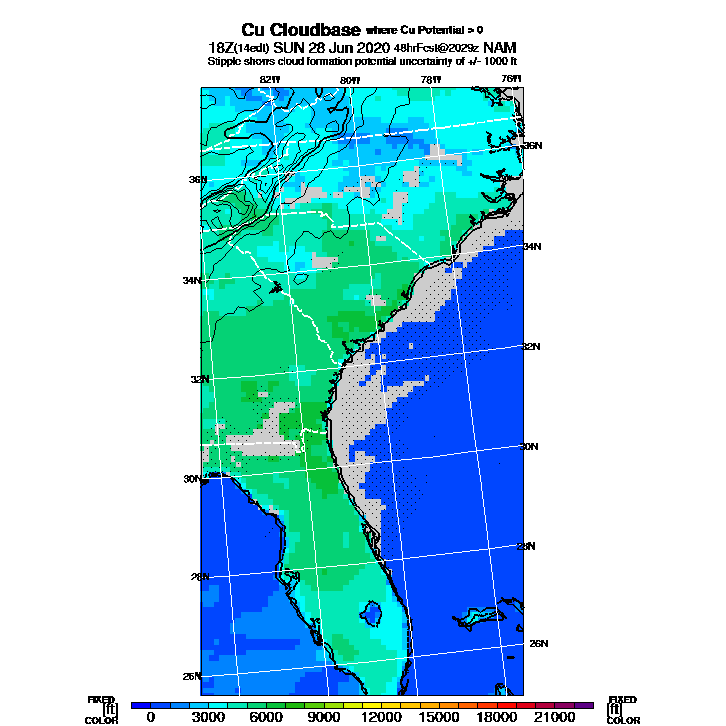 Cu Cloudbase where Cu Potential > 0
18Z(14edt) SUN 28 Jun 2020 48hrFcst@2029z NAM
Stipple shows cloud formation potential uncertainty of +/- 1000 ft
82W 80W 78W 76W
36N 36N
34N 34N
32N 32N
30N 30N
28N 28N
26N 26N
FIXED FIXED
[ft] [ft]
COLOR COLOR
0 3000 6000 9000 12000 15000 18000 21000